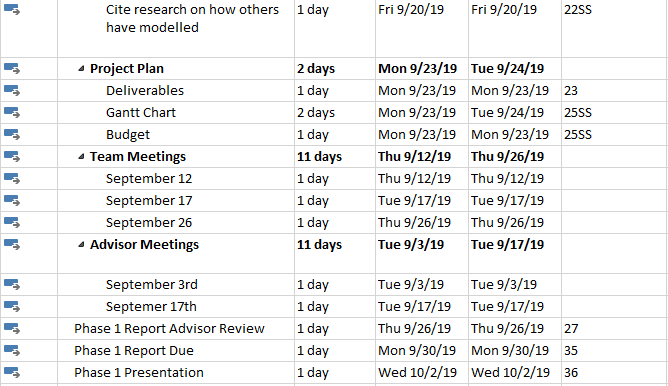 Cite research on how others 1 day Fri 9/20/19 Fri 9/20/19 22SS
have modelled
Project Plan 2 days Mon 9/23/19 Tue 9/24/19
Deliverables 1 day Mon 9/23/19 Mon 9/23/19 23
Gantt Chart 2 days Mon 9/23/19 Tue 9/24/19 25SS
Budget 1 day Mon 9/23/19 Mon 9/23/19 25SS
Team Meetings 11 days Thu 9/12/19 Thu 9/26/19
September 12 1 day Thu 9/12/19 Thu 9/12/19
September 17 1 day Tue 9/17/19 Tue 9/17/19
September 26 1 day Thu 9/26/19 Thu 9/26/19
Advisor Meetings 11 days Tue 9/3/19 Tue 9/17/19
September 3rd 1 day Tue 9/3/19 Tue 9/3/19
Septemer 17th 1 day Tue 9/17/19 Tue 9/17/19
Phase 1 Report Advisor Review 1 day Thu 9/26/19 Thu 9/26/19 27
Phase 1 Report Due 1 day Mon 9/30/19 Mon 9/30/19 35
Phase 1 Presentation 1 day Wed 10/2/19 Wed 10/2/19 36